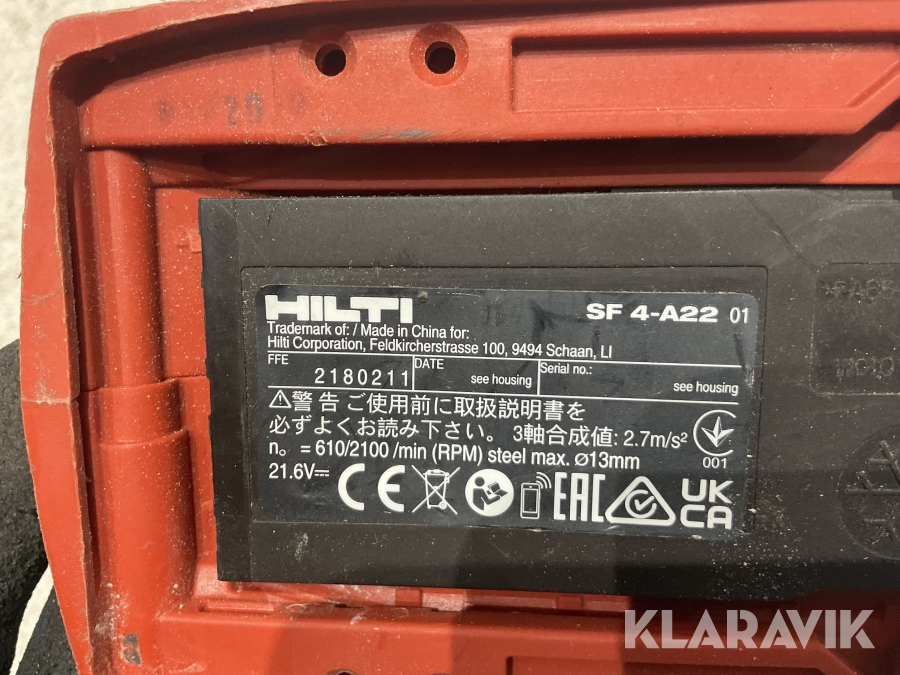 HILTI
SF 4-A22 01
Trademark of: / Made in China for:
Hilti Corporation, Feldkircherstrasse 100, 9494 Schaan, LI
FFE
2180211
DATE
see housing
Serial no.:
see housing
⚠警告 ご使用前に取扱説明書を
必ずよくお読み下さい。 3軸合成値: 2.7m/s²
n₀ = 610/2100 /min (RPM) steel max. ⌀13mm
001
21.6V⎓
CE
EAC
UK
CA
KLARAVIK